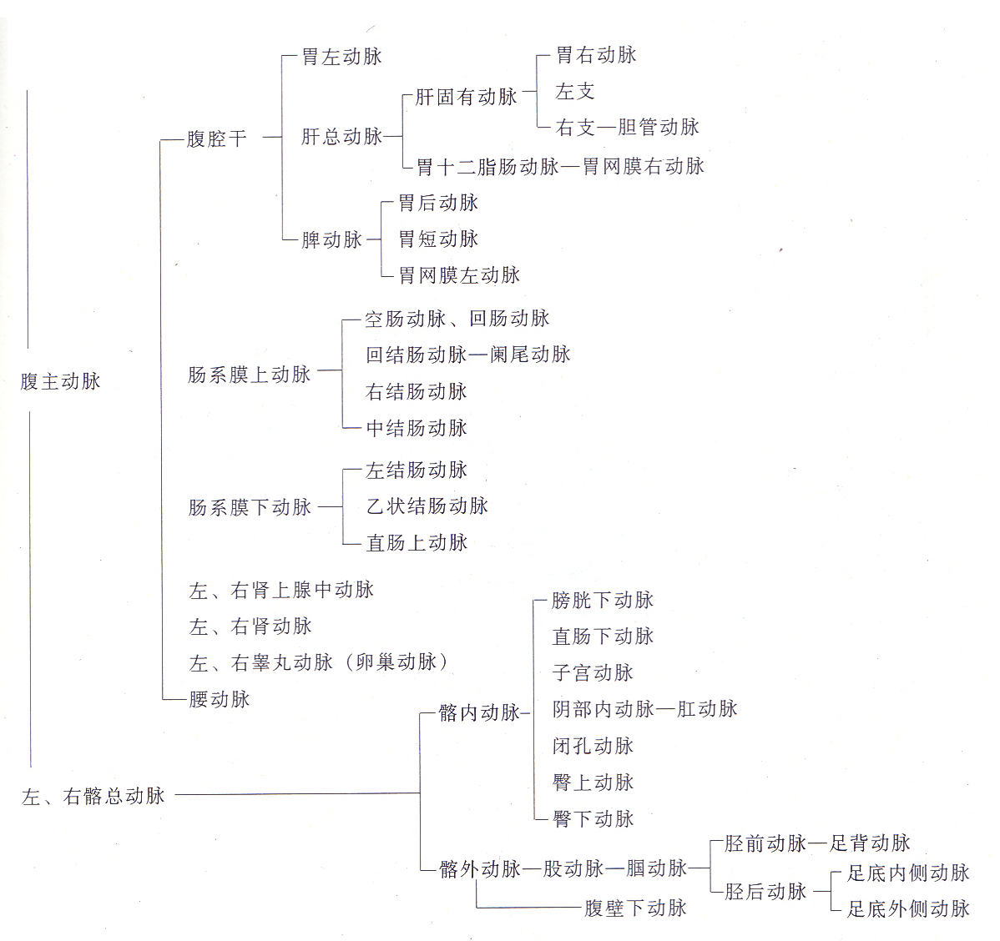 胃左动脉
胃右动脉
肝固有动脉
左支
腹腔干
肝总动脉
右支—胆管动脉
胃十二脂肠动脉—胃网膜右动脉
胃后动脉
脾动脉
胃短动脉
胃网膜左动脉
空肠动脉、回肠动脉
回结肠动脉—阑尾动脉
肠系膜上动脉
腹主动脉
右结肠动脉
中结肠动脉
左结肠动脉
肠系膜下动脉
乙状结肠动脉
直肠上动脉
左、右肾上腺中动脉
膀胱下动脉
左、右肾动脉
直肠下动脉
左、右睾丸动脉（卵巢动脉）
子宫动脉
腰动脉
髂内动脉
阴部内动脉—肛动脉
闭孔动脉
臀上动脉
左、右髂总动脉
臀下动脉
胫前动脉—足背动脉
髂外动脉—股动脉—腘动脉
足底内侧动脉
胫后动脉
足底外侧动脉
腹壁下动脉